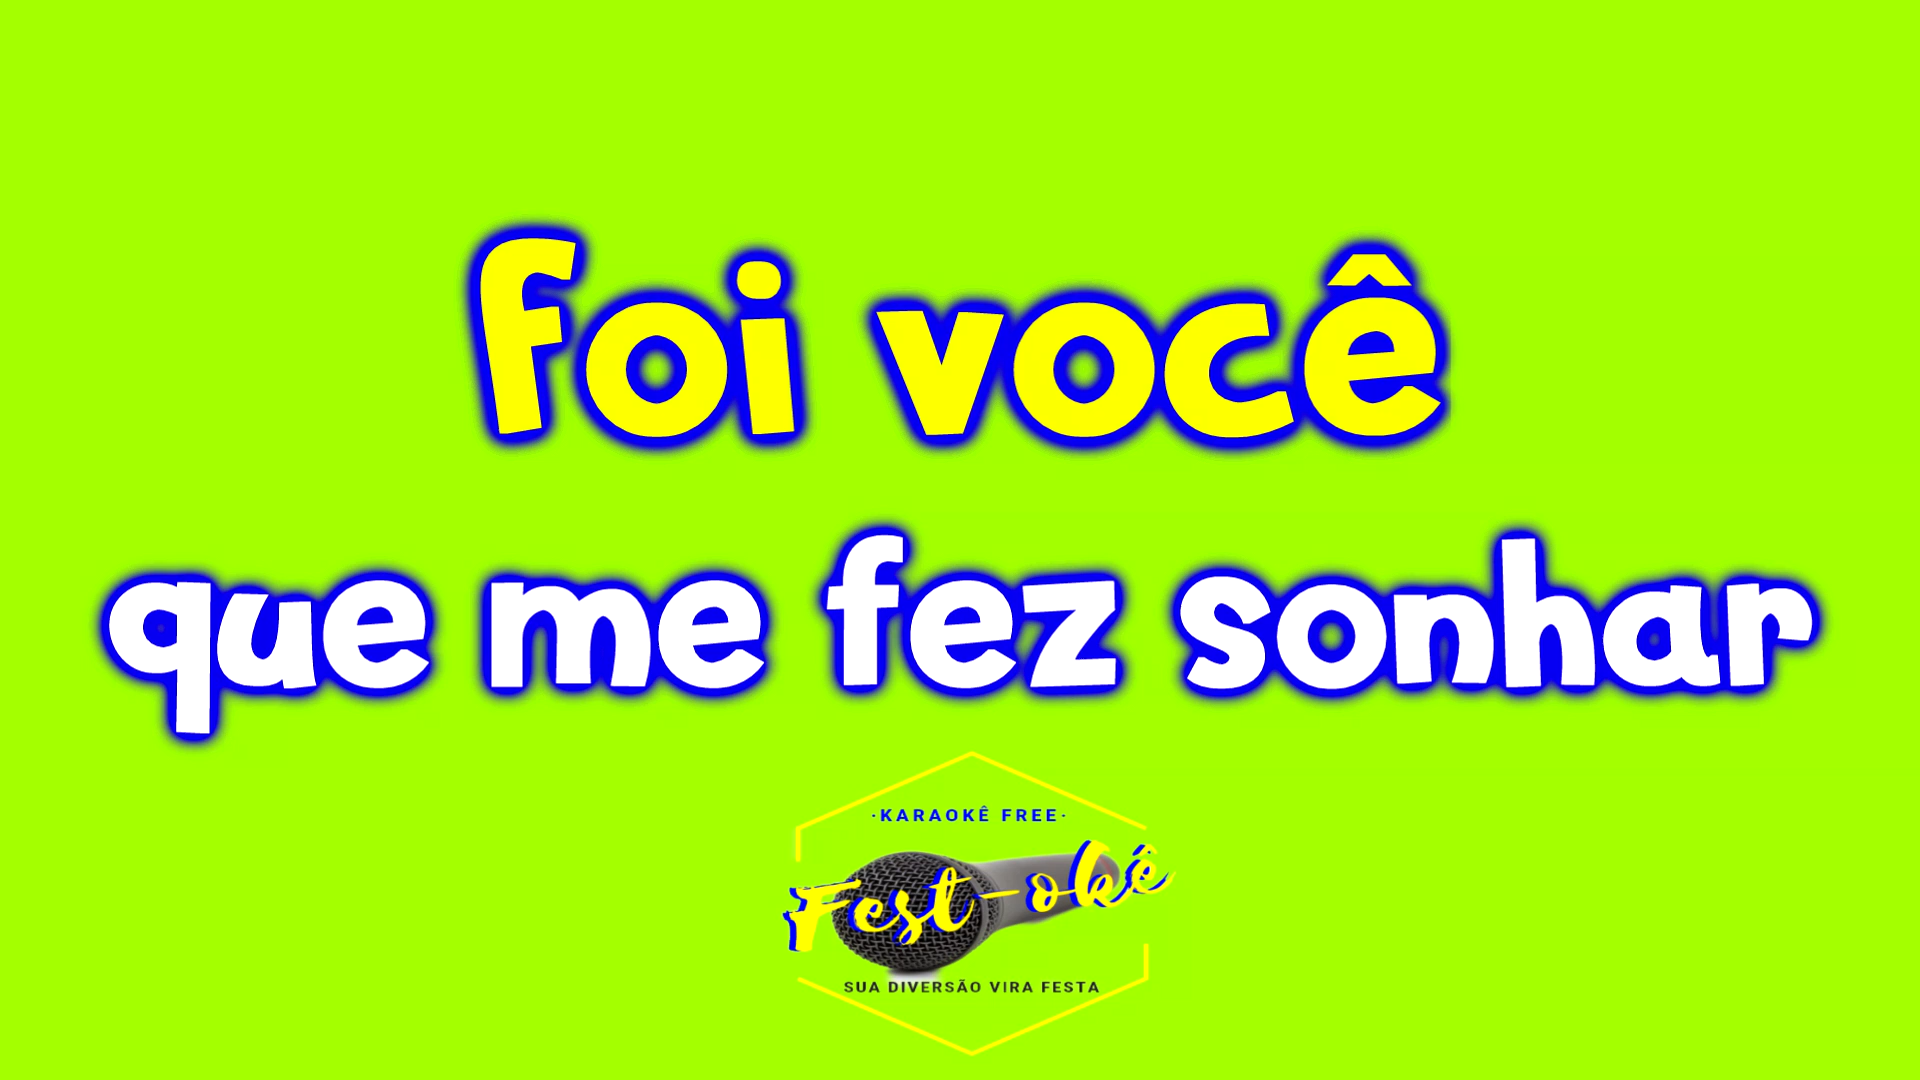 foi você
que me fez sonhar
·KARAOKÊ FREE·
Fest-okê
SUA DIVERSÃO VIRA FESTA